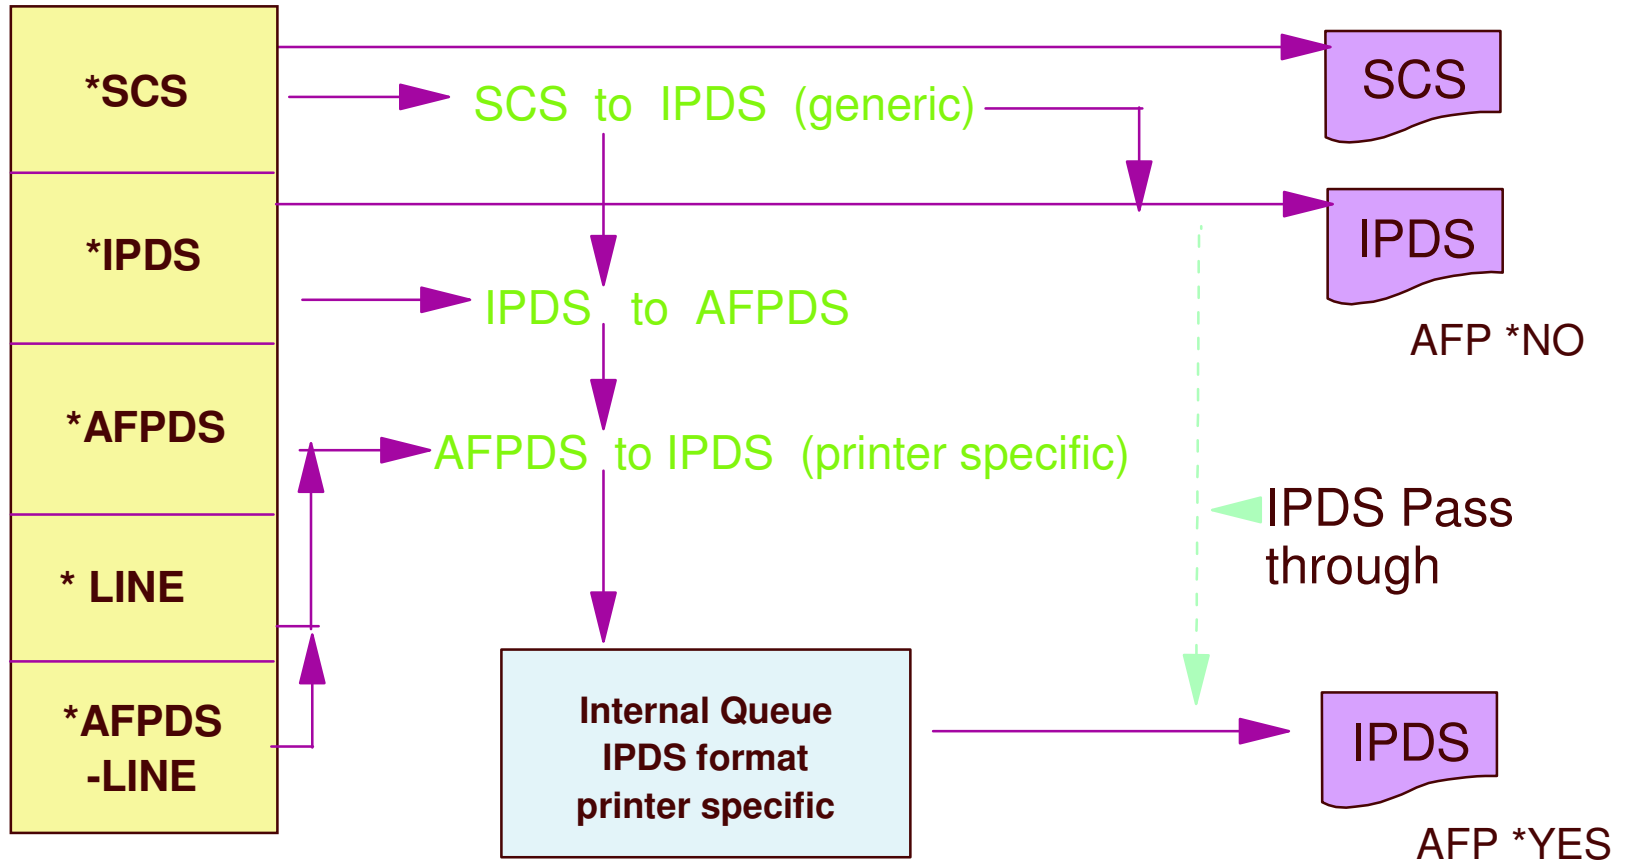 *SCS
SCS to IPDS (generic)
SCS
*IPDS
IPDS
IPDS to AFPDS
AFP *NO
*AFPDS
AFPDS to IPDS (printer specific)
IPDS Pass
through
* LINE
*AFPDS
-LINE
Internal Queue
IPDS format
printer specific
IPDS
AFP *YES